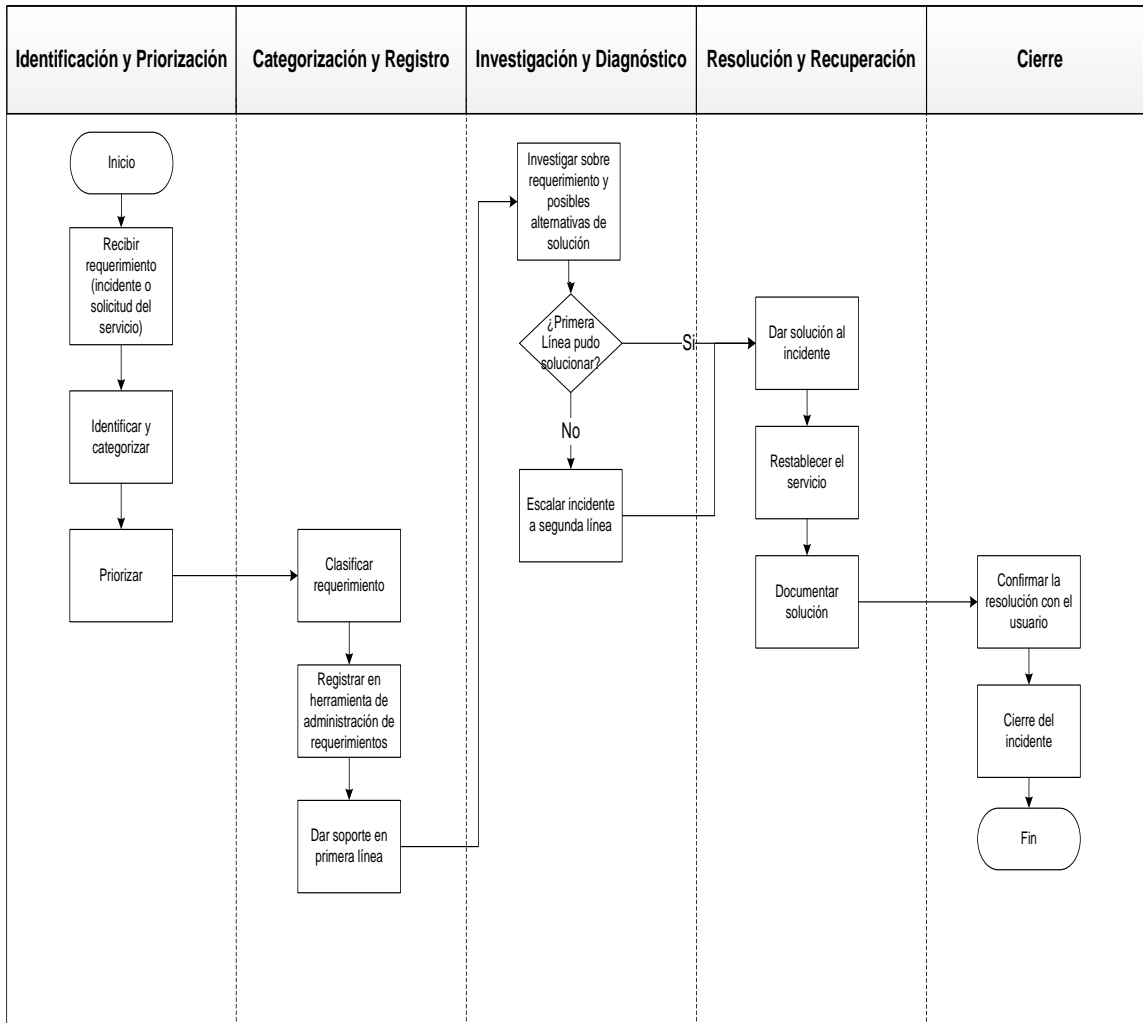 Identificación y Priorización
Categorización y Registro
Investigación y Diagnóstico
Resolución y Recuperación
Cierre
Inicio
Recibir
requerimiento
(incidente o
solicitud del
servicio)
Identificar y
categorizar
Priorizar
Clasificar
requerimiento
Registrar en
herramienta de
administración de
requerimientos
Dar soporte en
primera línea
Investigar sobre
requerimiento y
posibles
alternativas de
solución
¿Primera
Línea pudo
solucionar?
Si
No
Escalar incidente
a segunda línea
Dar solución al
incidente
Restablecer el
servicio
Documentar
solución
Confirmar la
resolución con el
usuario
Cierre del
incidente
Fin